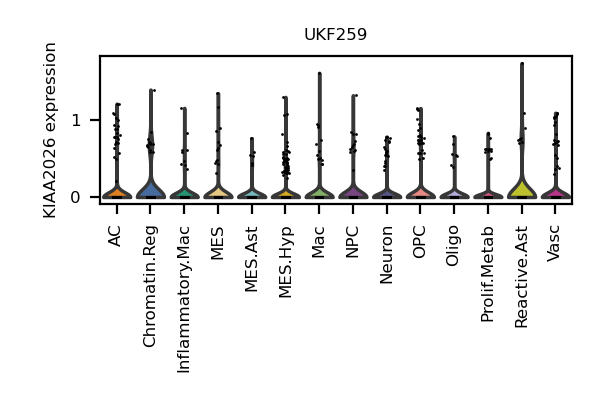 UKF259
KIAA2026 expression
1
0
AC
Chromatin.Reg
Inflammatory.Mac
MES
MES.Ast
MES.Hyp
Mac
NPC
Neuron
OPC
Oligo
Prolif.Metab
Reactive.Ast
Vasc